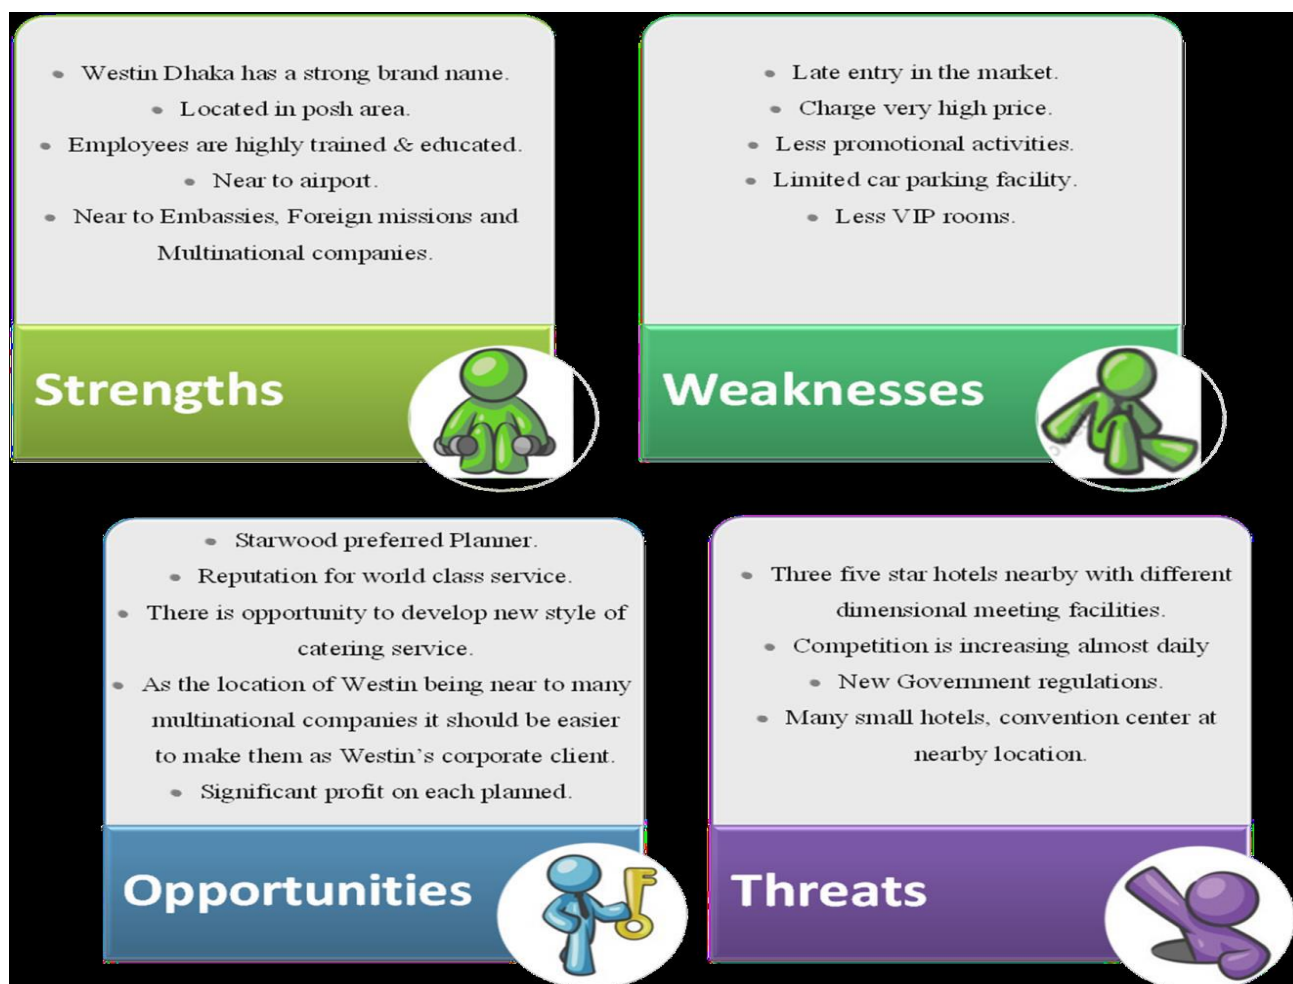 • Westin Dhaka has a strong brand name.
• Located in posh area.
• Employees are highly trained & educated.
• Near to airport.
• Near to Embassies, Foreign missions and
Multinational companies.
Strengths
• Late entry in the market.
• Charge very high price.
• Less promotional activities.
• Limited car parking facility.
• Less VIP rooms.
Weaknesses
• Starwood preferred Planner.
• Reputation for world class service.
• There is opportunity to develop new style of
catering service.
• As the location of Westin being near to many
multinational companies it should be easier
to make them as Westin’s corporate client.
• Significant profit on each planned.
Opportunities
• Three five star hotels nearby with different
dimensional meeting facilities.
• Competition is increasing almost daily
• New Government regulations.
• Many small hotels, convention center at
nearby location.
Threats